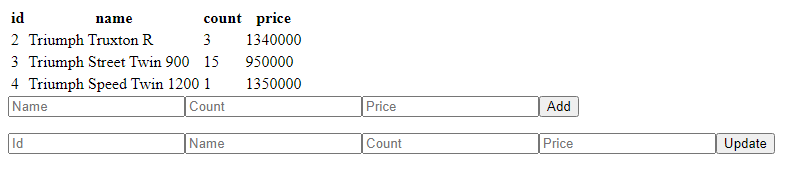 id name count price
2 Triumph Truxton R 3 1340000
3 Triumph Street Twin 900 15 950000
4 Triumph Speed Twin 1200 1 1350000
Name Count Price Add
Id Name Count Price Update